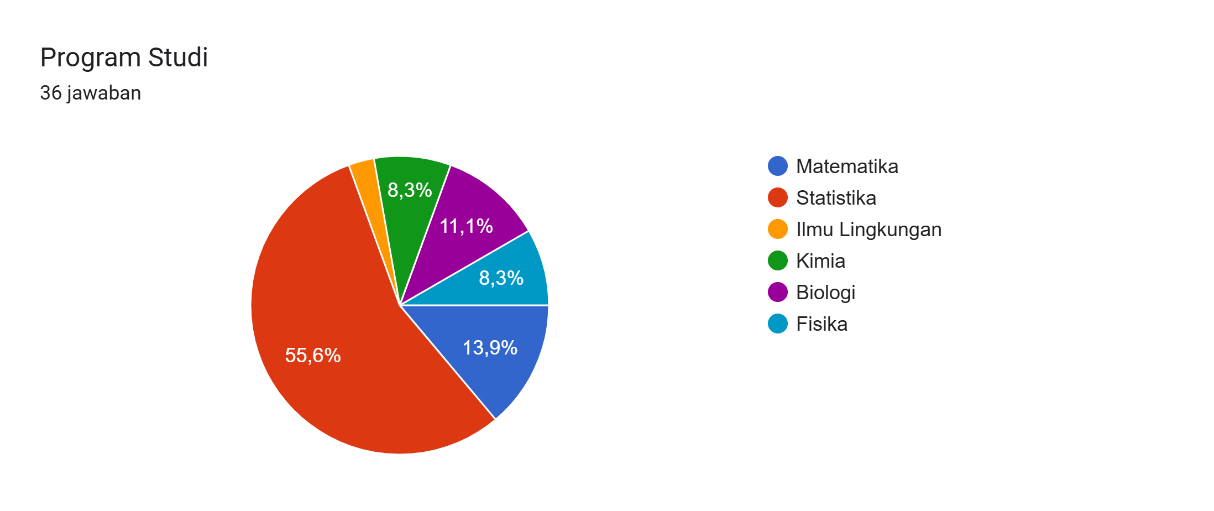 Program Studi
36 jawaban
8,3%
11,1%
8,3%
13,9%
55,6%
Matematika
Statistika
Ilmu Lingkungan
Kimia
Biologi
Fisika